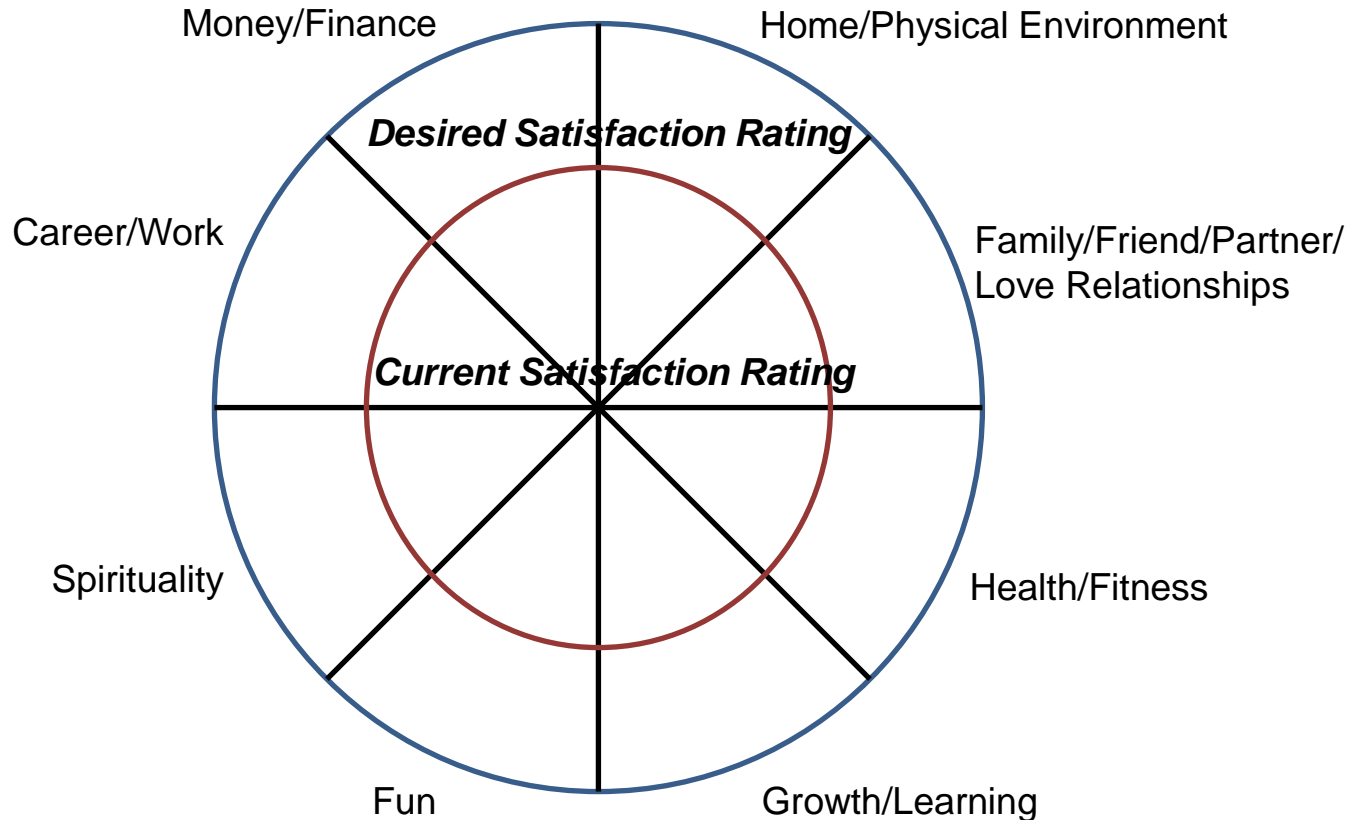 Money/Finance
Home/Physical Environment
Desired Satisfaction Rating
Career/Work
Family/Friend/Partner/
Love Relationships
Current Satisfaction Rating
Spirituality
Health/Fitness
Fun
Growth/Learning